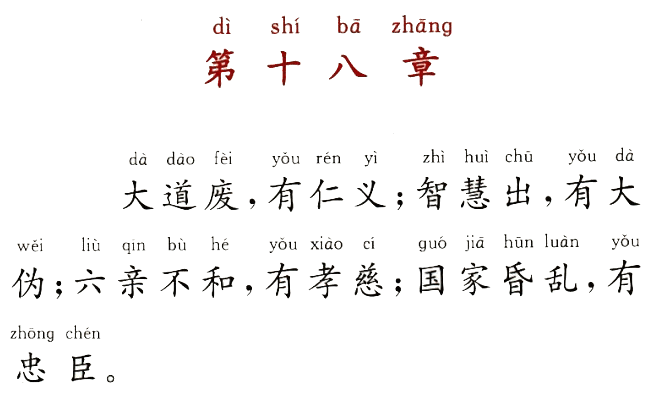 dì shí bā zhāng
第十八章
dà dào fèi yǒu rén yì zhì huì chū yǒu dà
大道废，有仁义；智慧出，有大
wěi liù qīn bù hé yǒu xiào cí guó jiā hūn luàn yǒu
伪；六亲不和，有孝慈；国家昏乱，有
zhōng chén
忠臣。